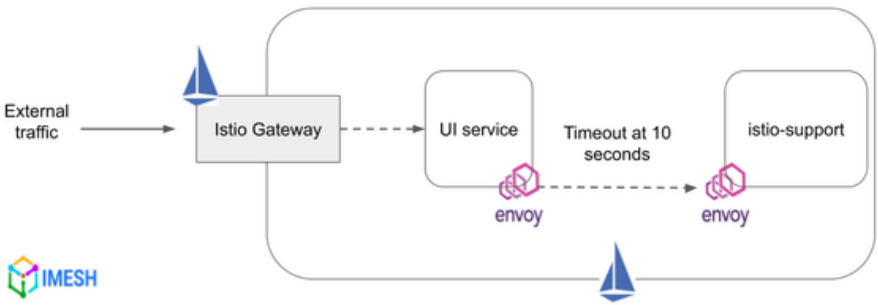 External
traffic
Istio Gateway
UI service
Timeout at 10
seconds
istio-support
envoy
envoy
IMESH